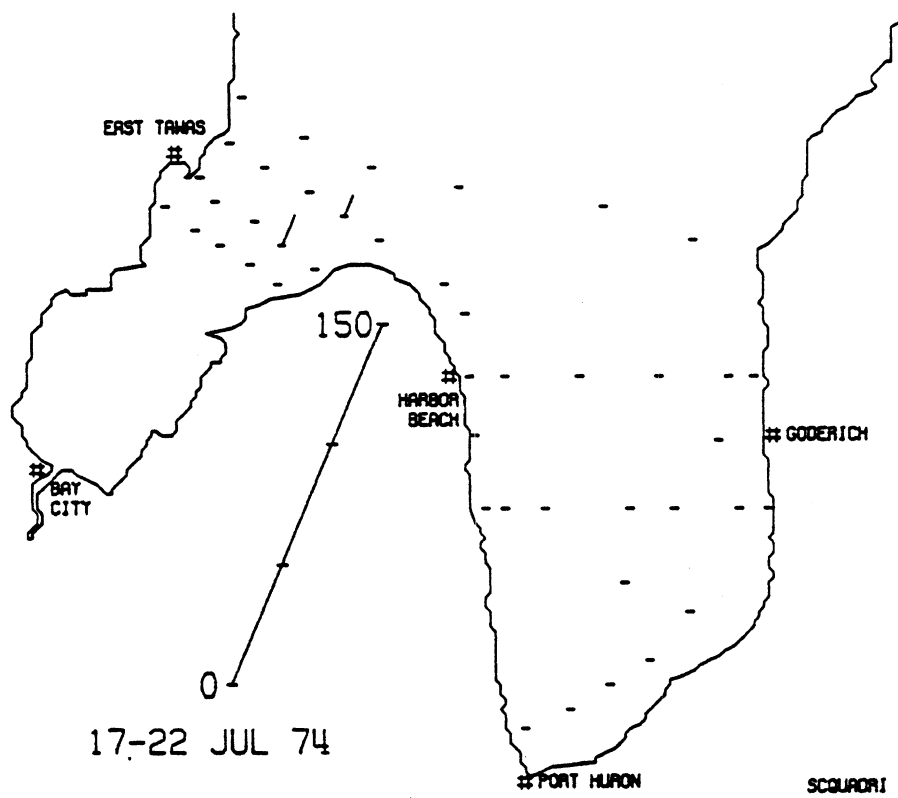 EAST TAWAS
150
HARBOR
BEACH
GODERICH
BAY
CITY
0
17-22 JUL 74
PORT HURON
SCQUADRI